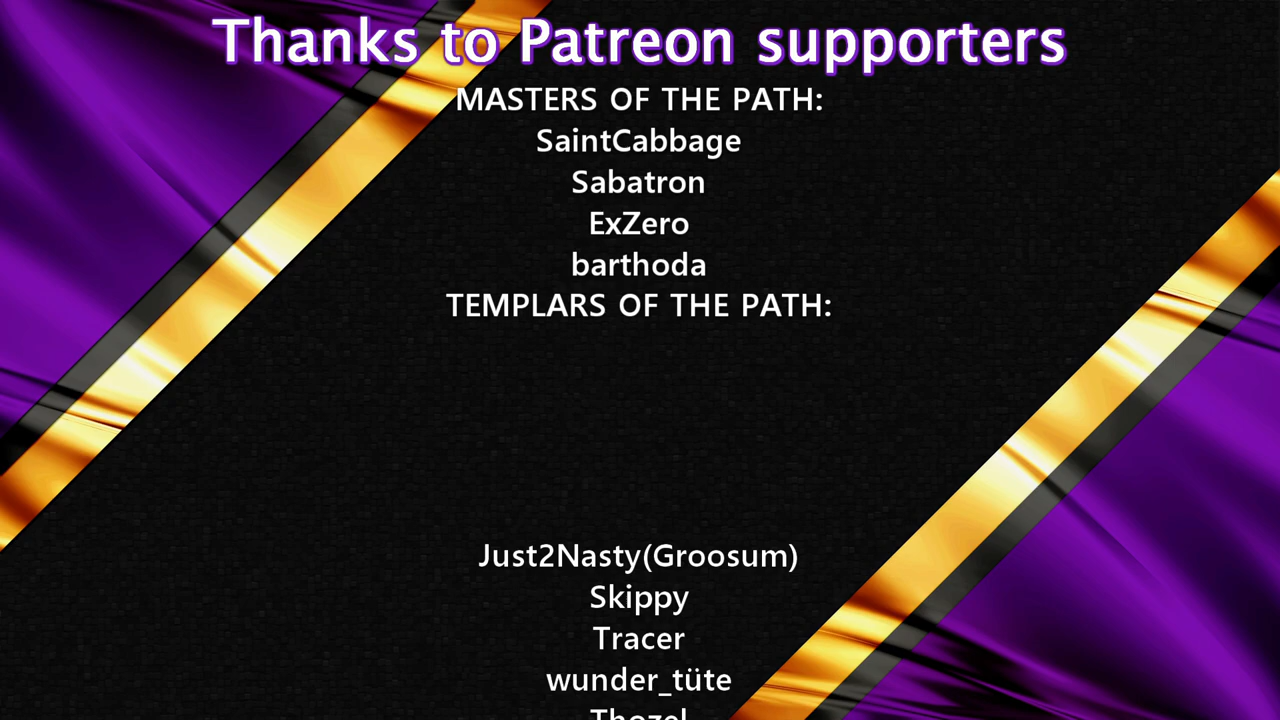 Thanks to Patreon supporters
MASTERS OF THE PATH:
SaintCabbage
Sabatron
ExZero
barthoda
TEMPLARS OF THE PATH:
Just2Nasty(Groosum)
Skippy
Tracer
wunder_tüte
Thozel